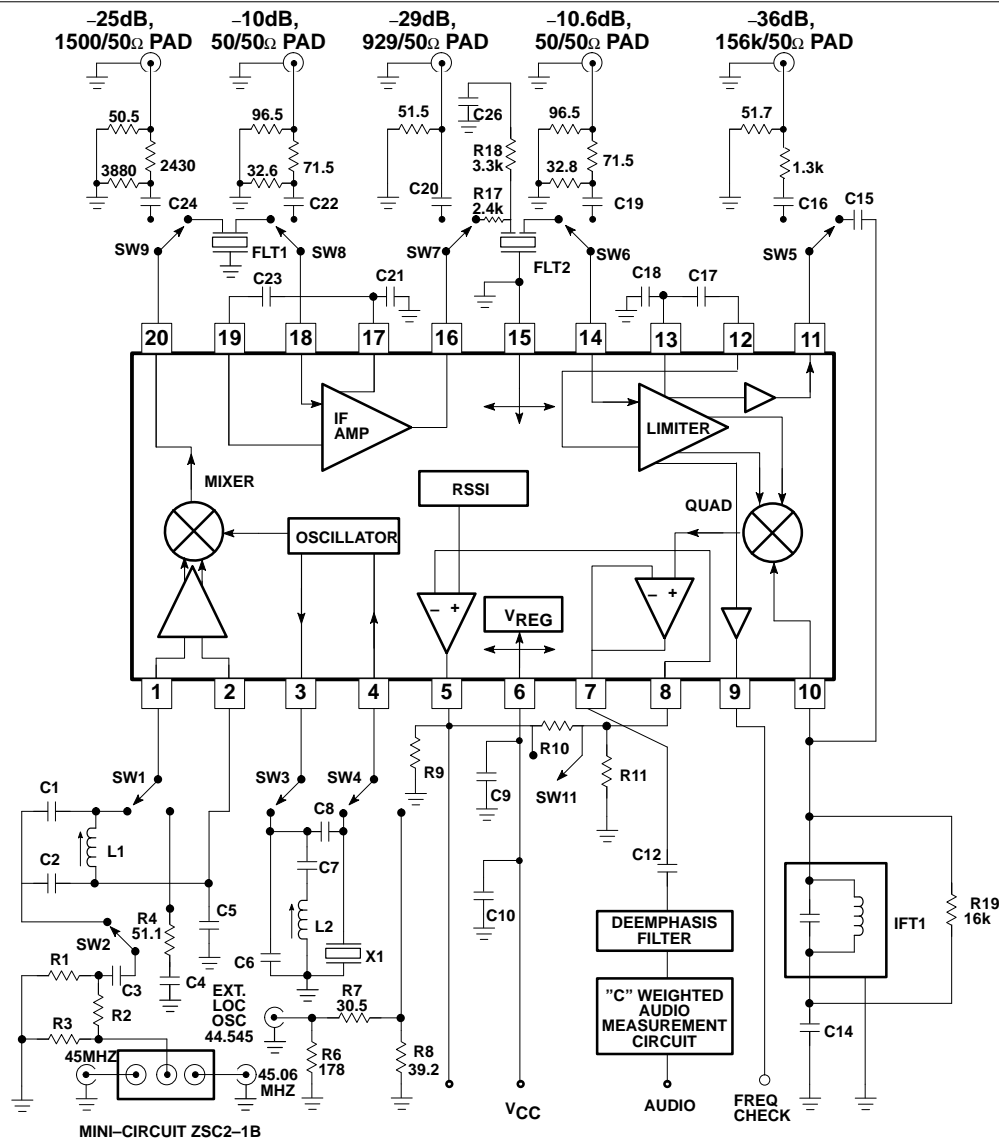 –25dB,
1500/50Ω PAD
–10dB,
50/50Ω PAD
–29dB,
929/50Ω PAD
–10.6dB,
50/50Ω PAD
–36dB,
156k/50Ω PAD
50.5
2430
3880
C24
96.5
71.5
32.6
C22
51.5
C20
C26
R18
3.3k
R17
2.4k
96.5
71.5
32.8
C19
51.7
1.3k
C16
C15
SW9
FLT1
SW8
SW7
FLT2
SW6
SW5
C23
C21
C18
C17
20
19
18
17
16
15
14
13
12
11
IF
AMP
LIMITER
MIXER
RSSI
QUAD
OSCILLATOR
– +
VREG
– +
1
2
3
4
5
6
7
8
9
10
SW1
C1
L1
C2
SW2
R4
51.1
C5
C4
C3
R1
R2
R3
45MHZ
45.06
MHZ
MINI–CIRCUIT ZSC2–1B
SW3
SW4
C8
C7
L2
C6
X1
EXT.
LOC
OSC
44.545
R7
30.5
R6
178
R8
39.2
R9
R10
SW11
R11
C9
C10
VCC
C12
DEEMPHASIS
FILTER
"C" WEIGHTED
AUDIO
MEASUREMENT
CIRCUIT
AUDIO
FREQ
CHECK
IFT1
R19
16k
C14